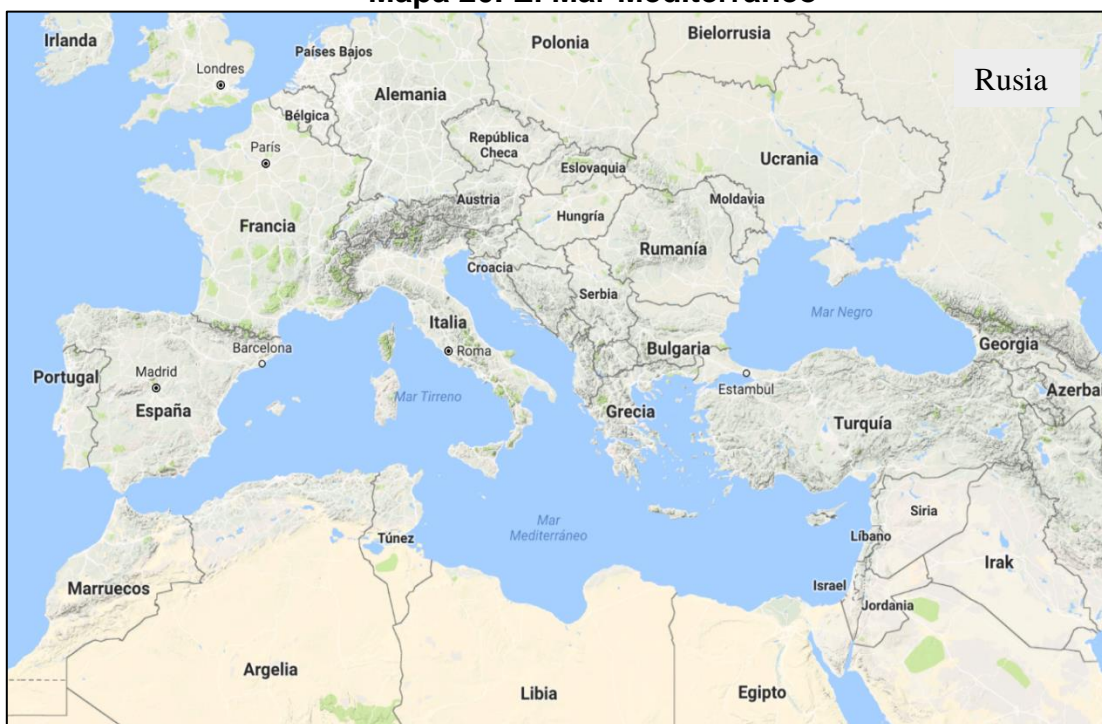 Mapa El Mar Mediterráneo
Irlanda
Londres
Países Bajos
Polonia
Bielorrusia
Rusia
Alemania
Bélgica
París
República
Checa
Eslovaquia
Ucrania
Austria
Moldavia
Francia
Hungría
Rumanía
Croacia
Serbia
Mar Negro
Italia
Roma
Barcelona
Bulgaria
Georgia
Portugal
Madrid
España
Mar Tirreno
Grecia
Estambul
Turquía
Azerbai
Siria
Mar
Mediterráneo
Túnez
Líbano
Irak
Marruecos
Israel
Jordania
Argelia
Libia
Egipto